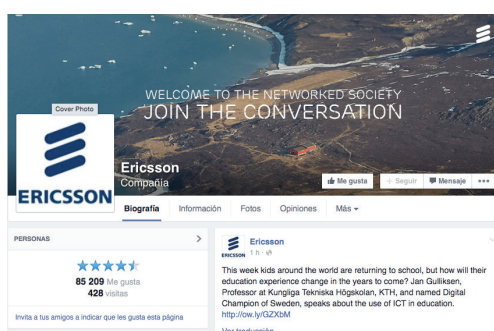 WELCOME TO THE NETWORKED SOCIETY
JOIN THE CONVERSATION
Cover Photo
ERICSSON
Ericsson
Compañía
Me gusta
Seguir
Mensaje
Biografía
Información
Fotos
Opiniones
Más
PERSONAS
85 209 Me gusta
428 visitas
Invita a tus amigos a indicar que les gusta esta página
ERICSSON
Ericsson
1 h
This week kids around the world are returning to school, but how will their
education experience change in the years to come? Jan Gulliksen,
Professor at Kungliga Tekniska Högskolan, KTH, and named Digital
Champion of Sweden, speaks about the use of ICT in education.
http://ow.ly/GZXbM
Ver traducción